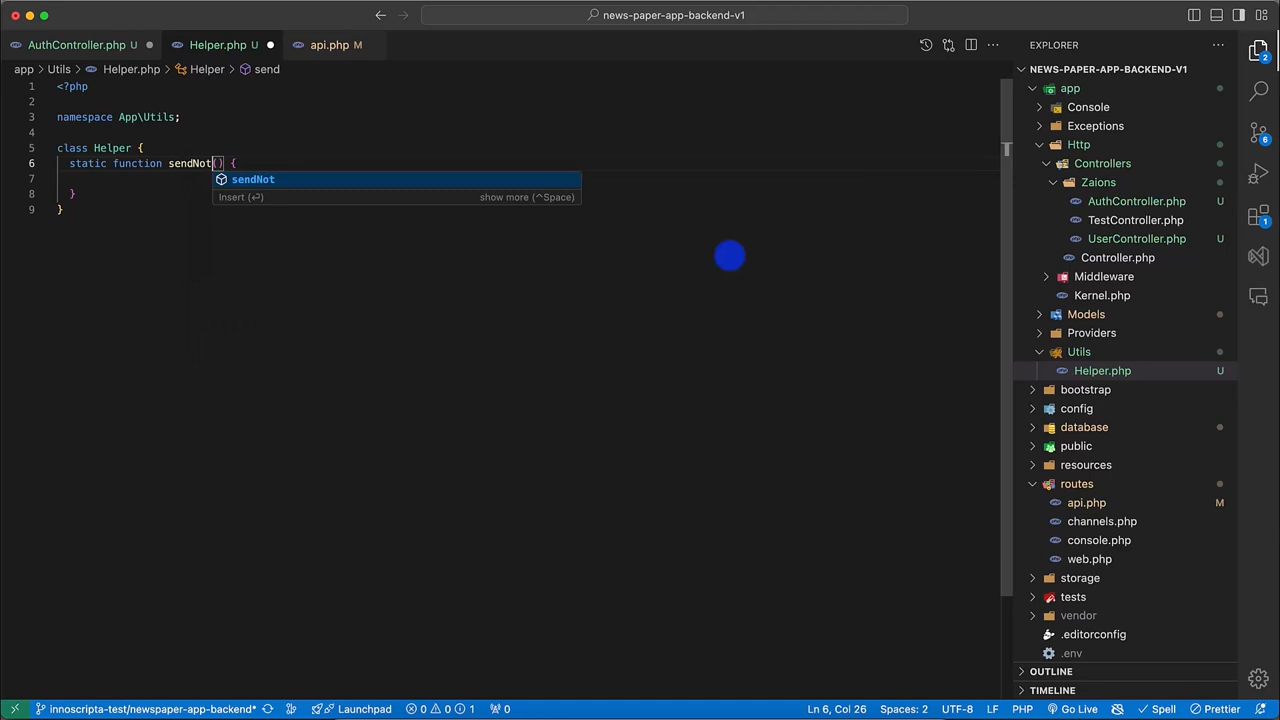 news-paper-app-backend-v1
AuthController.php U
Helper.php U
api.php M
EXPLORER
app > Utils > Helper.php > Helper > send
NEWS-PAPER-APP-BACKEND-V1
1 <?php
2
3 namespace App\Utils;
4
5 class Helper {
6 static function sendNot() {
7
8 }
9 }
sendNot
Insert (⏎) show more (^Space)
app
Console
Exceptions
Http
Controllers
Zaions
AuthController.php U
TestController.php
UserController.php U
Controller.php
Middleware
Kernel.php
Models
Providers
Utils
Helper.php U
bootstrap
config
database
public
resources
routes
api.php M
channels.php
console.php
web.php
storage
tests
vendor
.editorconfig
.env
OUTLINE
TIMELINE
2
6
1
innoscripta-test/newspaper-app-backend* Launchpad 0 0 1 0 Ln 6, Col 26 Spaces: 2 UTF-8 LF PHP Go Live Spell Prettier